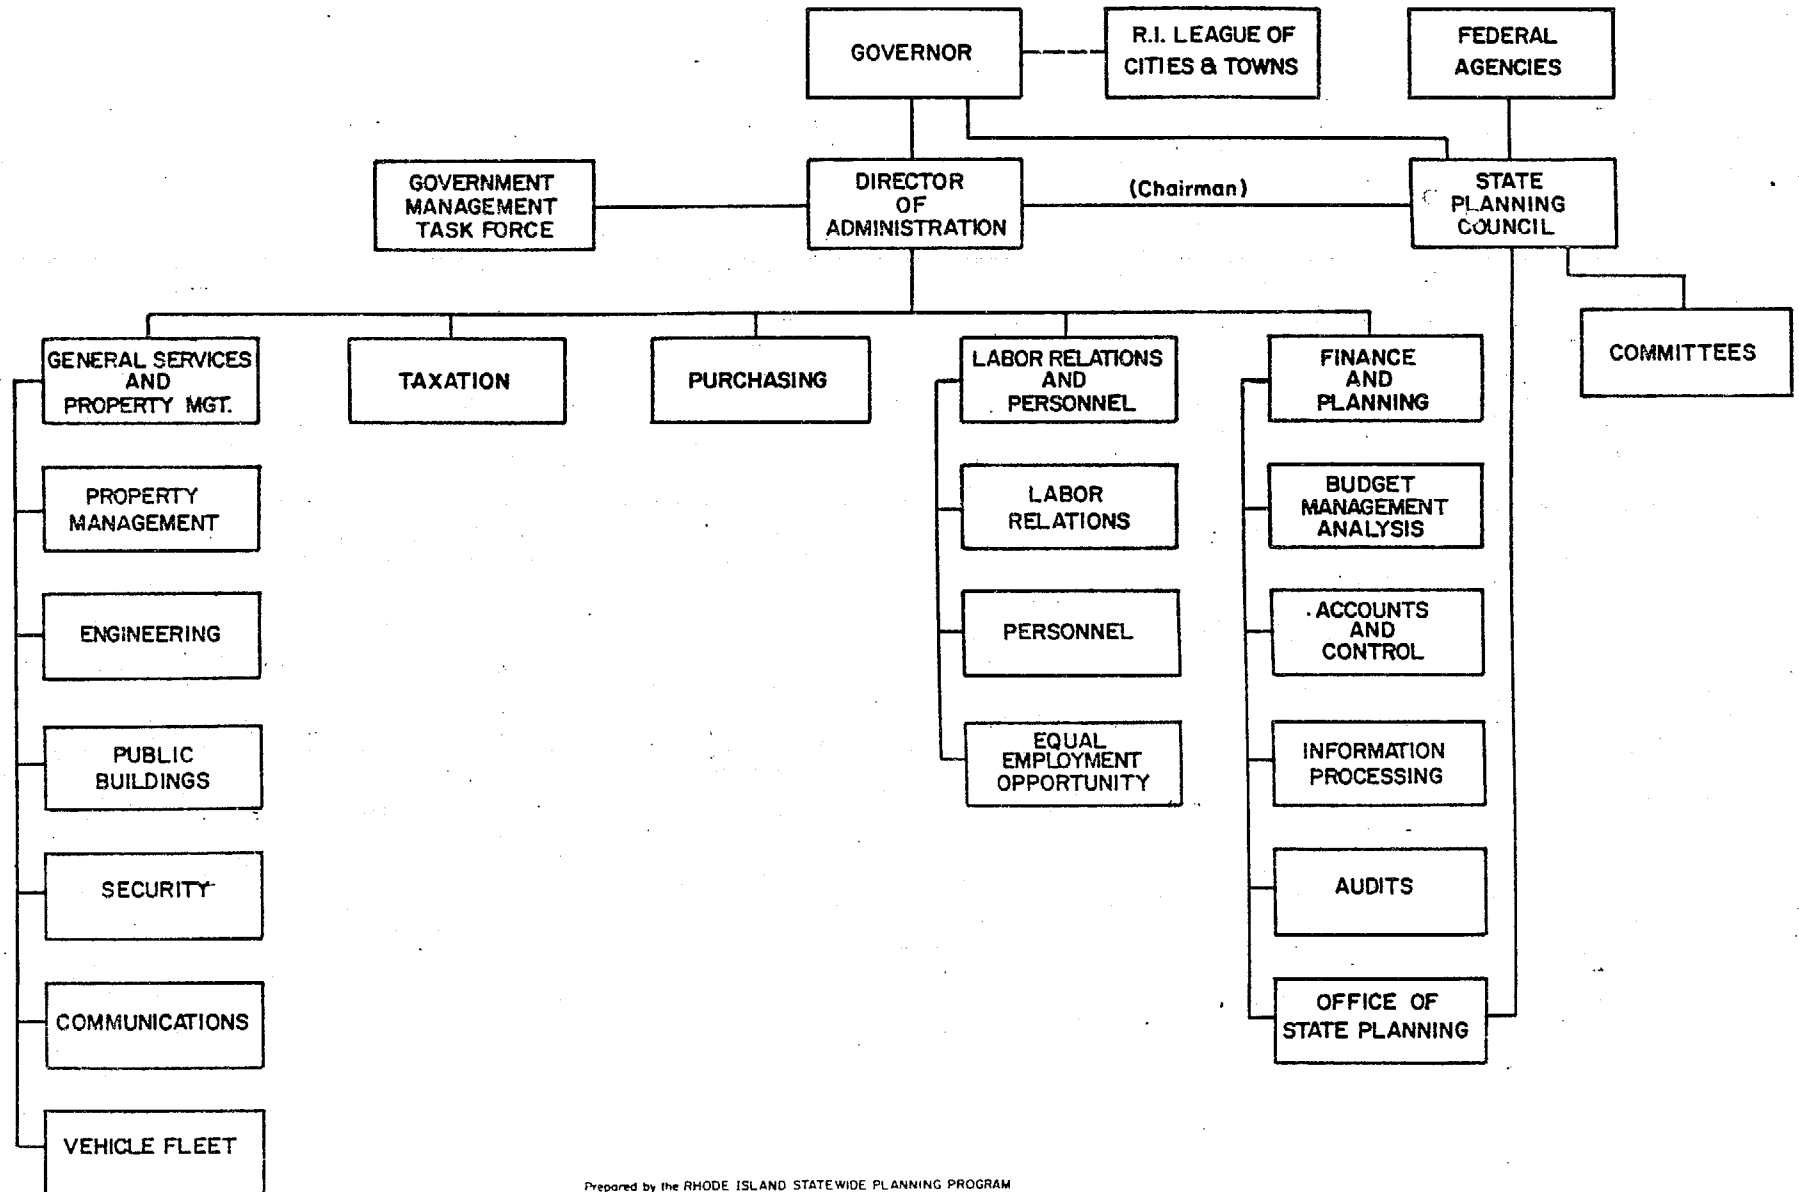 GOVERNOR
R.I. LEAGUE OF
CITIES & TOWNS
FEDERAL
AGENCIES
GOVERNMENT
MANAGEMENT
TASK FORCE
DIRECTOR
OF
ADMINISTRATION
(Chairman)
STATE
PLANNING
COUNCIL
COMMITTEES
GENERAL SERVICES
AND
PROPERTY MGT.
TAXATION
PURCHASING
LABOR RELATIONS
AND
PERSONNEL
FINANCE
AND
PLANNING
PROPERTY
MANAGEMENT
ENGINEERING
PUBLIC
BUILDINGS
SECURITY
COMMUNICATIONS
VEHICLE FLEET
LABOR
RELATIONS
PERSONNEL
EQUAL
EMPLOYMENT
OPPORTUNITY
BUDGET
MANAGEMENT
ANALYSIS
ACCOUNTS
AND
CONTROL
INFORMATION
PROCESSING
AUDITS
OFFICE OF
STATE PLANNING
Prepared by the RHODE ISLAND STATEWIDE PLANNING PROGRAM